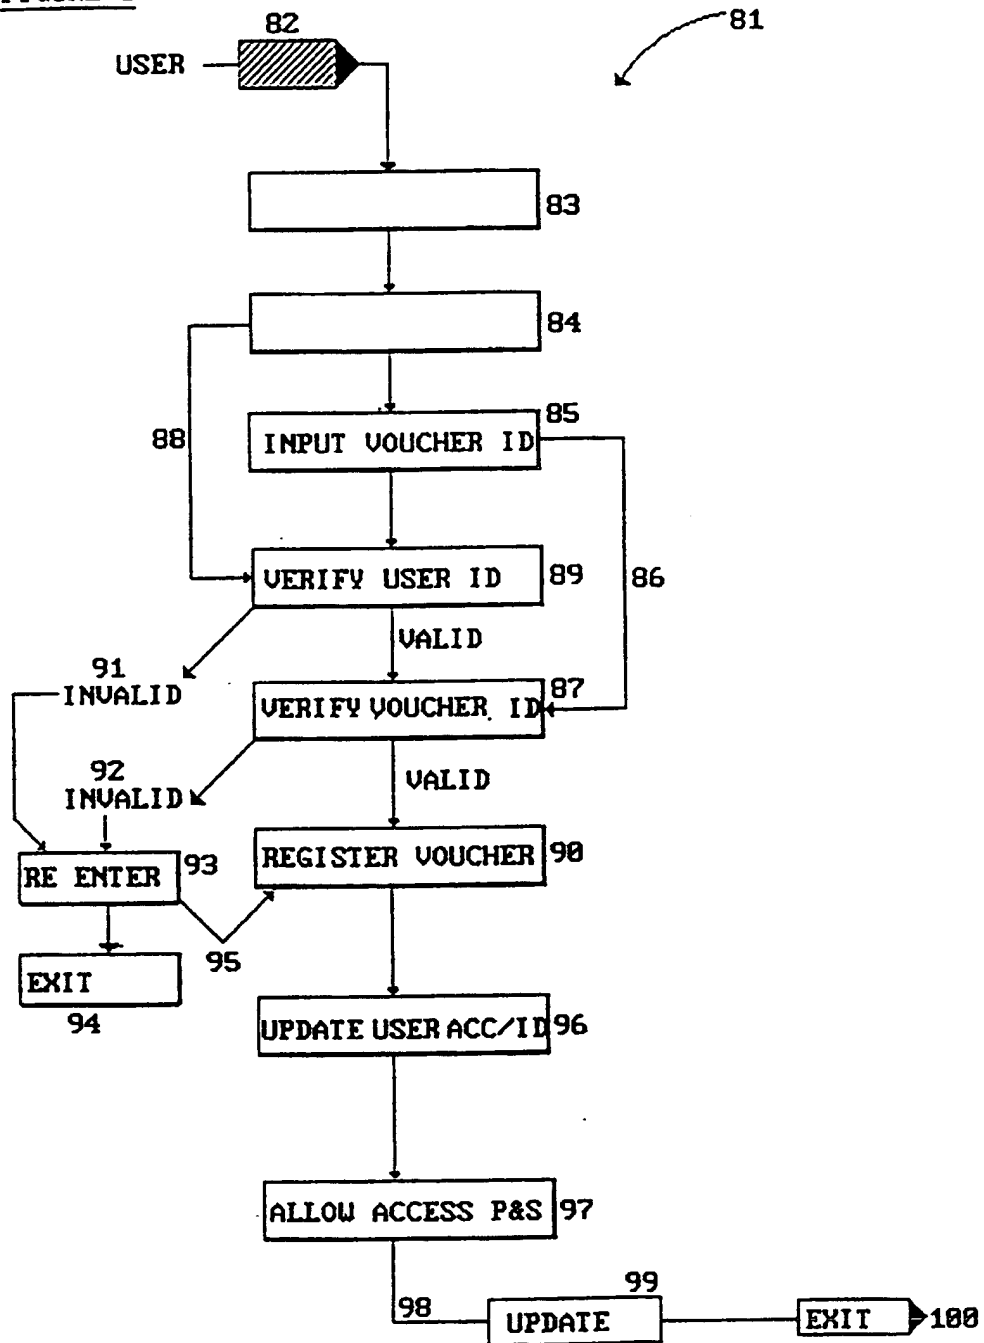 82
81
USER
83
84
85
88
INPUT VOUCHER ID
VERIFY USER ID
89
86
VALID
91
INVALID
87
VERIFY VOUCHER ID
92
INVALID
VALID
REGISTER VOUCHER
90
RE ENTER
93
95
EXIT
94
UPDATE USER ACC/ID
96
ALLOW ACCESS P&S
97
99
98
UPDATE
EXIT
100